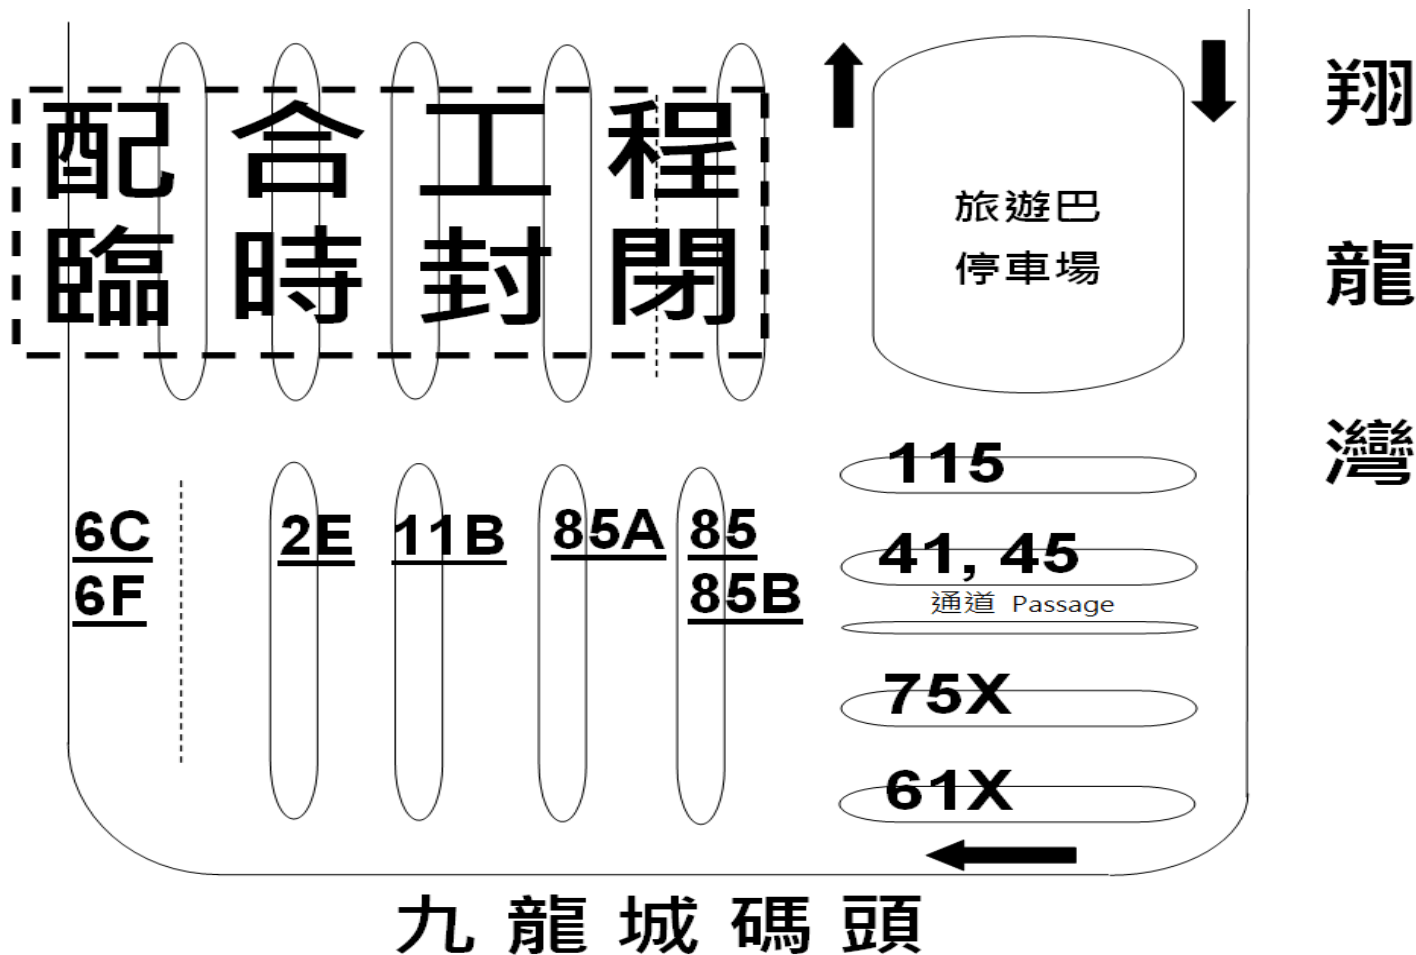 配合工程
臨時封閉
旅遊巴
停車場
翔龍灣
115
6C
6F
2E
11B
85A
85
85B
41, 45
通道 Passage
75X
61X
九龍城碼頭